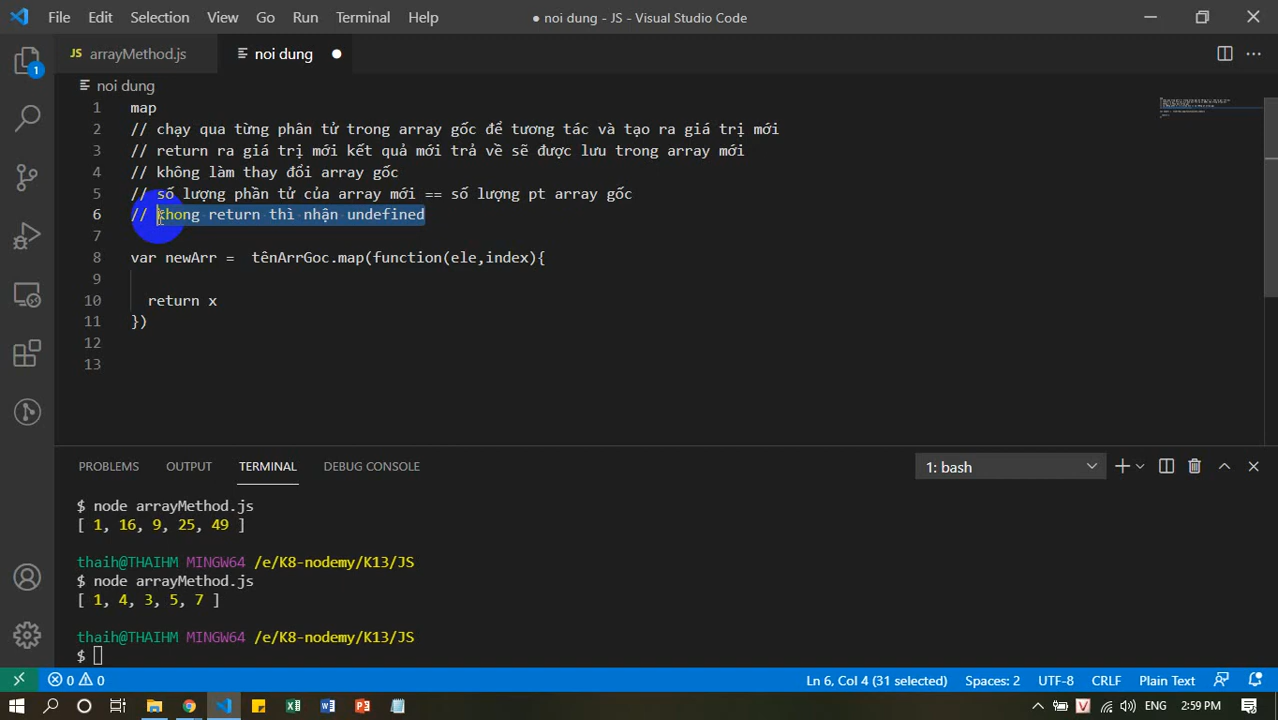 File Edit Selection View Go Run Terminal Help
● noi dung - JS - Visual Studio Code
JS arrayMethod.js
noi dung ●
noi dung
1 map
2 // chạy qua từng phân tử trong array gốc để tương tác và tạo ra giá trị mới
3 // return ra giá trị mới kết quả mới trả về sẽ được lưu trong array mới
4 // không làm thay đổi array gốc
5 // số lượng phần tử của array mới == số lượng pt array gốc
6 // khong return thì nhận undefined
7
8 var newArr = tênArrGoc.map(function(ele,index){
9
10 return x
11 })
12
13
PROBLEMS OUTPUT TERMINAL DEBUG CONSOLE
1: bash
$ node arrayMethod.js
[ 1, 16, 9, 25, 49 ]
thaih@THAIHM MINGW64 /e/K8-nodemy/K13/JS
$ node arrayMethod.js
[ 1, 4, 3, 5, 7 ]
thaih@THAIHM MINGW64 /e/K8-nodemy/K13/JS
$
1
0 0 Ln 6, Col 4 (31 selected) Spaces: 2 UTF-8 CRLF Plain Text
V ENG 2:59 PM